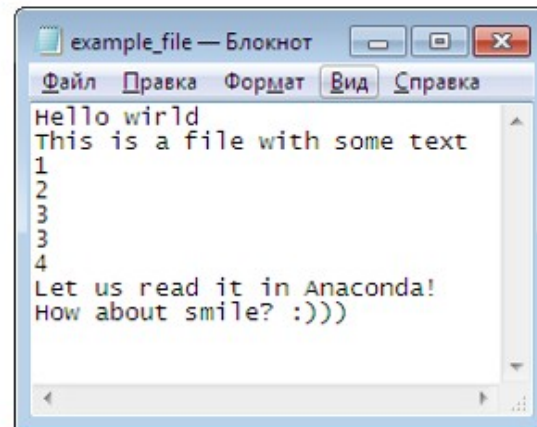 example_file — Блокнот
Файл Правка Формат Вид Справка
Hello wirld
This is a file with some text
1
2
3
3
4
Let us read it in Anaconda!
How about smile? :)))